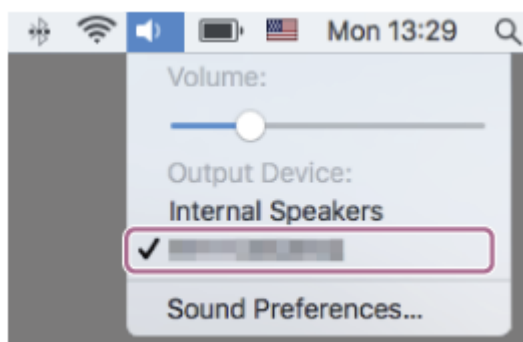 Mon 13:29
Volume:
Output Device:
Internal Speakers
Sound Preferences...